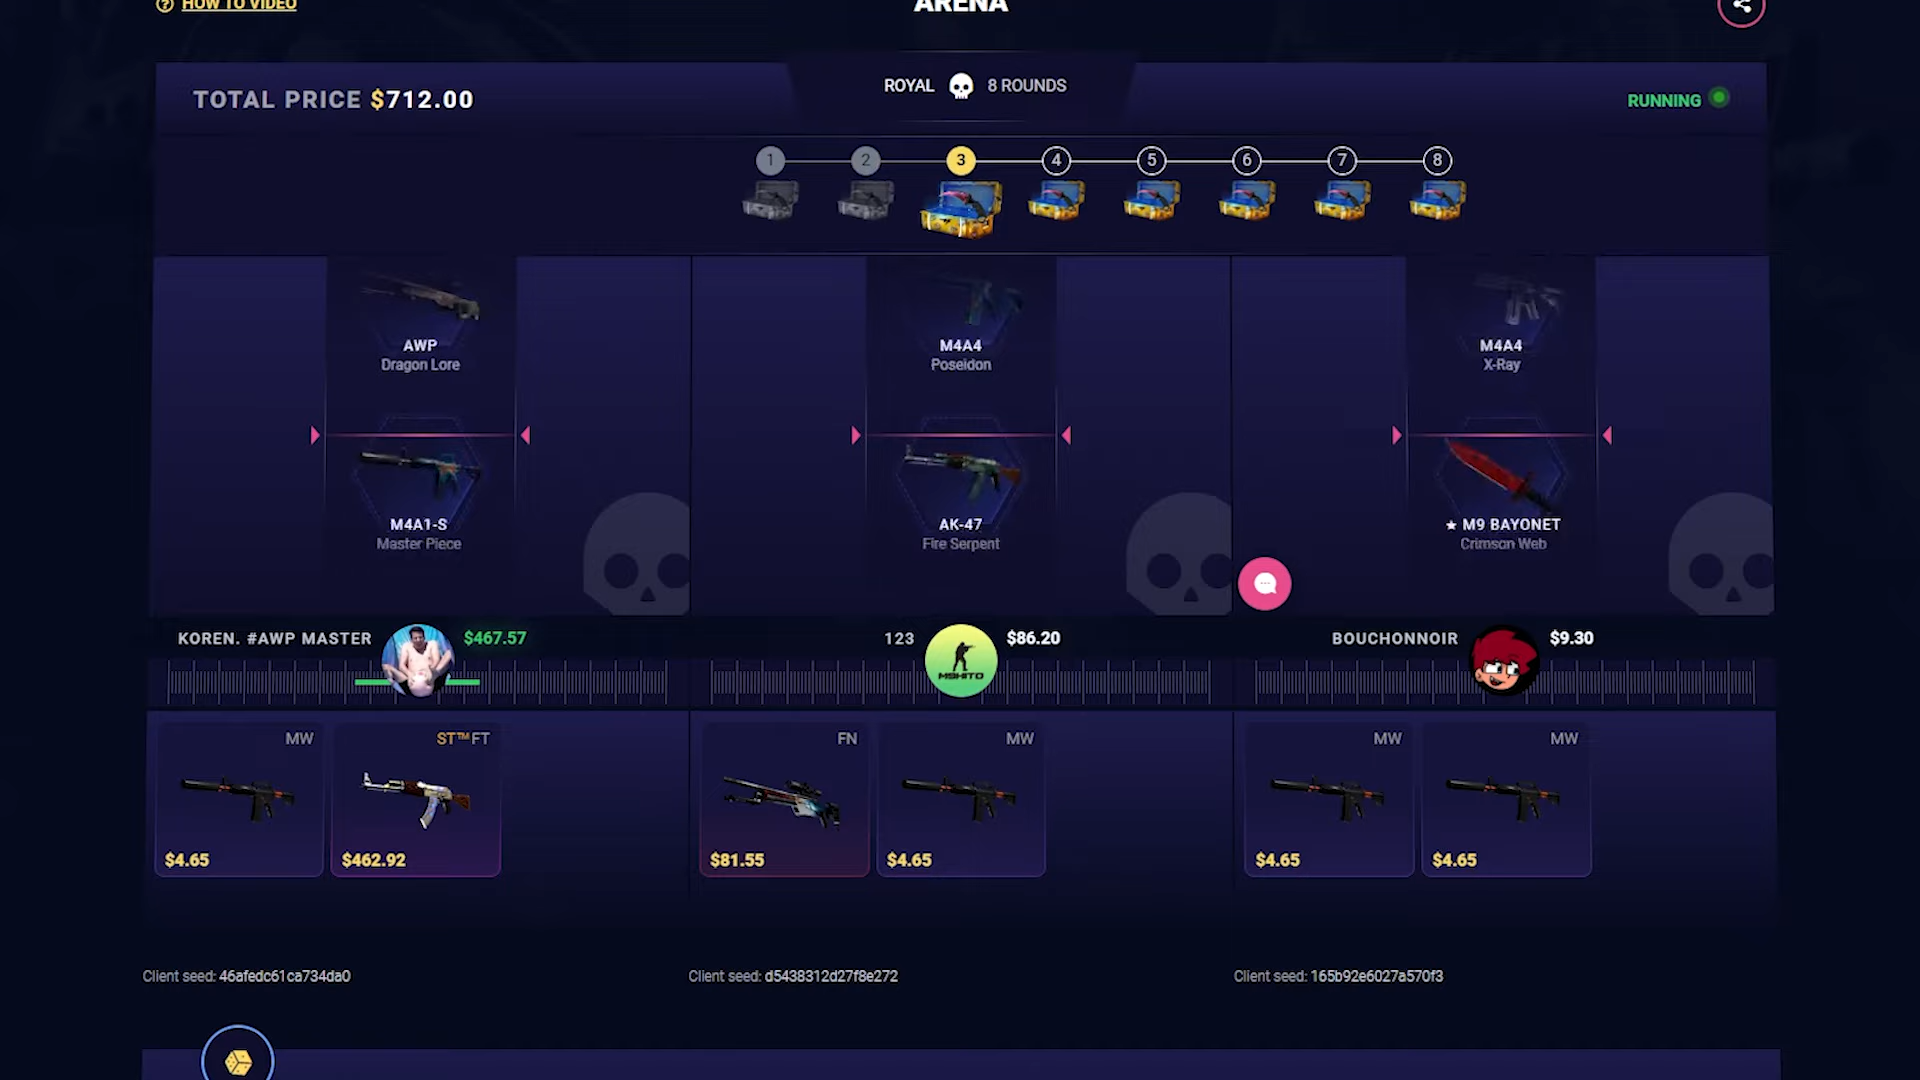 HOW TO VIDEO
ARENA
TOTAL PRICE $712.00
ROYAL 8 ROUNDS
RUNNING
1 2 3 4 5 6 7 8
AWP
Dragon Lore
M4A4
Poseidon
M4A4
X-Ray
M4A1-S
Master Piece
AK-47
Fire Serpent
★ M9 BAYONET
Crimson Web
KOREN. #AWP MASTER $467.57
123 $86.20
BOUCHONNOIR $9.30
M9HITO
MW
ST™ FT
FN
MW
MW
MW
$4.65
$462.92
$81.55
$4.65
$4.65
$4.65
Client seed: 46afedc61ca734da0
Client seed: d5438312d27f8e272
Client seed: 165b92e6027a570f3